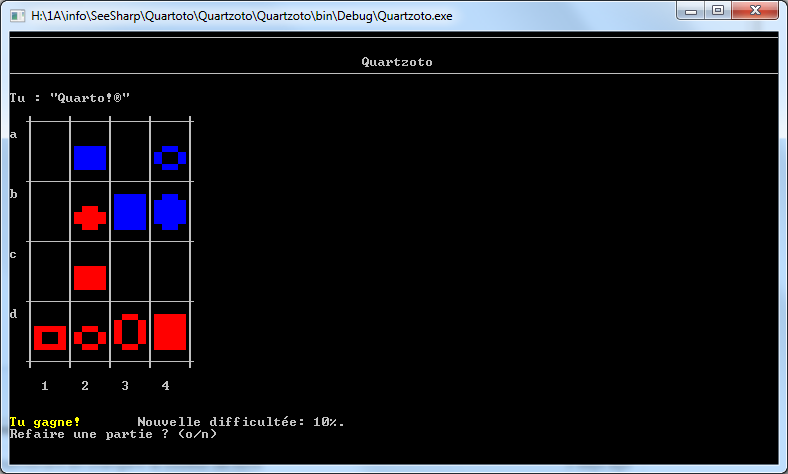 H:\1A\info\SeeSharp\Quartoto\Quartzoto\Quartzoto\bin\Debug\Quartzoto.exe
Quartzoto
Tu : "Quarto!®"
a
b
c
d
1 2 3 4
Tu gagne! Nouvelle difficultée: 10%.
Refaire une partie ? (o/n)